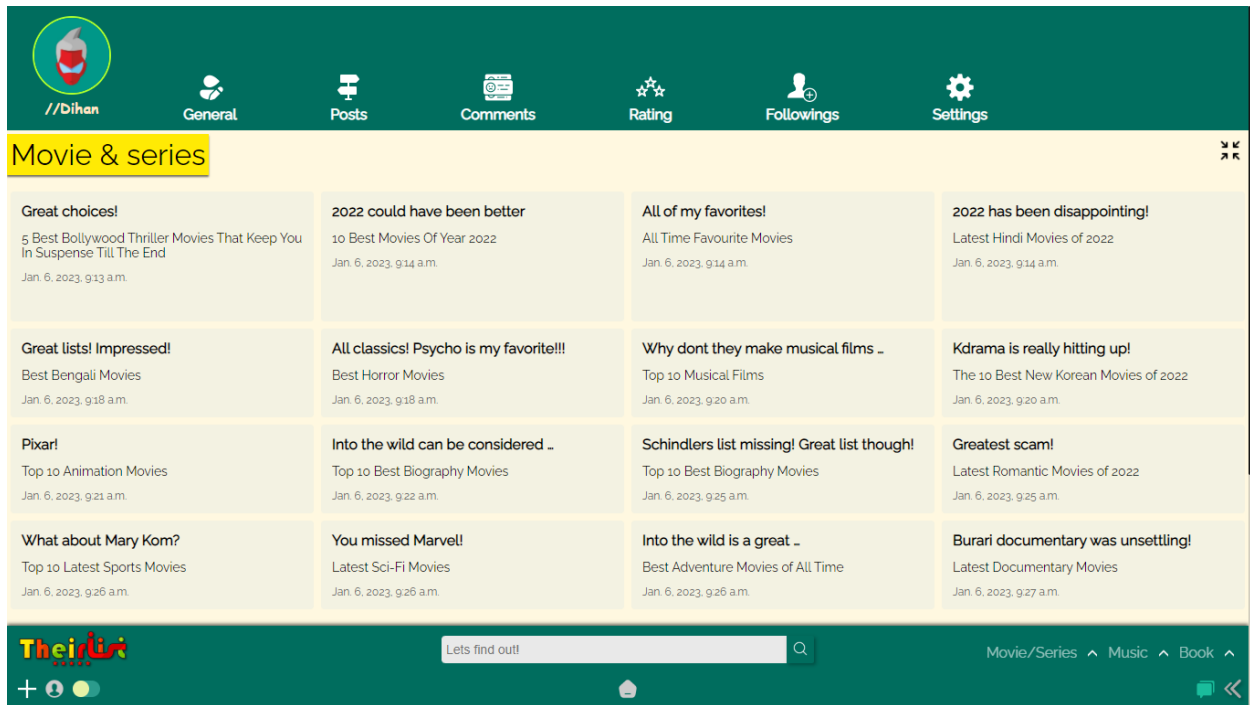 //Dihan
General
Posts
Comments
Rating
Followings
Settings
Movie & series
Great choices!
5 Best Bollywood Thriller Movies That Keep You
In Suspense Till The End
Jan. 6, 2023, 9:13 a.m.
2022 could have been better
10 Best Movies Of Year 2022
Jan. 6, 2023, 9:14 a.m.
All of my favorites!
All Time Favourite Movies
Jan. 6, 2023, 9:14 a.m.
2022 has been disappointing!
Latest Hindi Movies of 2022
Jan. 6, 2023, 9:14 a.m.
Great lists! Impressed!
Best Bengali Movies
Jan. 6, 2023, 9:18 a.m.
All classics! Psycho is my favorite!!!
Best Horror Movies
Jan. 6, 2023, 9:18 a.m.
Why dont they make musical films …
Top 10 Musical Films
Jan. 6, 2023, 9:20 a.m.
Kdrama is really hitting up!
The 10 Best New Korean Movies of 2022
Jan. 6, 2023, 9:20 a.m.
Pixar!
Top 10 Animation Movies
Jan. 6, 2023, 9:21 a.m.
Into the wild can be considered …
Top 10 Best Biography Movies
Jan. 6, 2023, 9:22 a.m.
Schindlers list missing! Great list though!
Top 10 Best Biography Movies
Jan. 6, 2023, 9:25 a.m.
Greatest scam!
Latest Romantic Movies of 2022
Jan. 6, 2023, 9:25 a.m.
What about Mary Kom?
Top 10 Latest Sports Movies
Jan. 6, 2023, 9:26 a.m.
You missed Marvel!
Latest Sci-Fi Movies
Jan. 6, 2023, 9:26 a.m.
Into the wild is a great …
Best Adventure Movies of All Time
Jan. 6, 2023, 9:26 a.m.
Burari documentary was unsettling!
Latest Documentary Movies
Jan. 6, 2023, 9:27 a.m.
TheirList
Lets find out!
Movie/Series
Music
Book